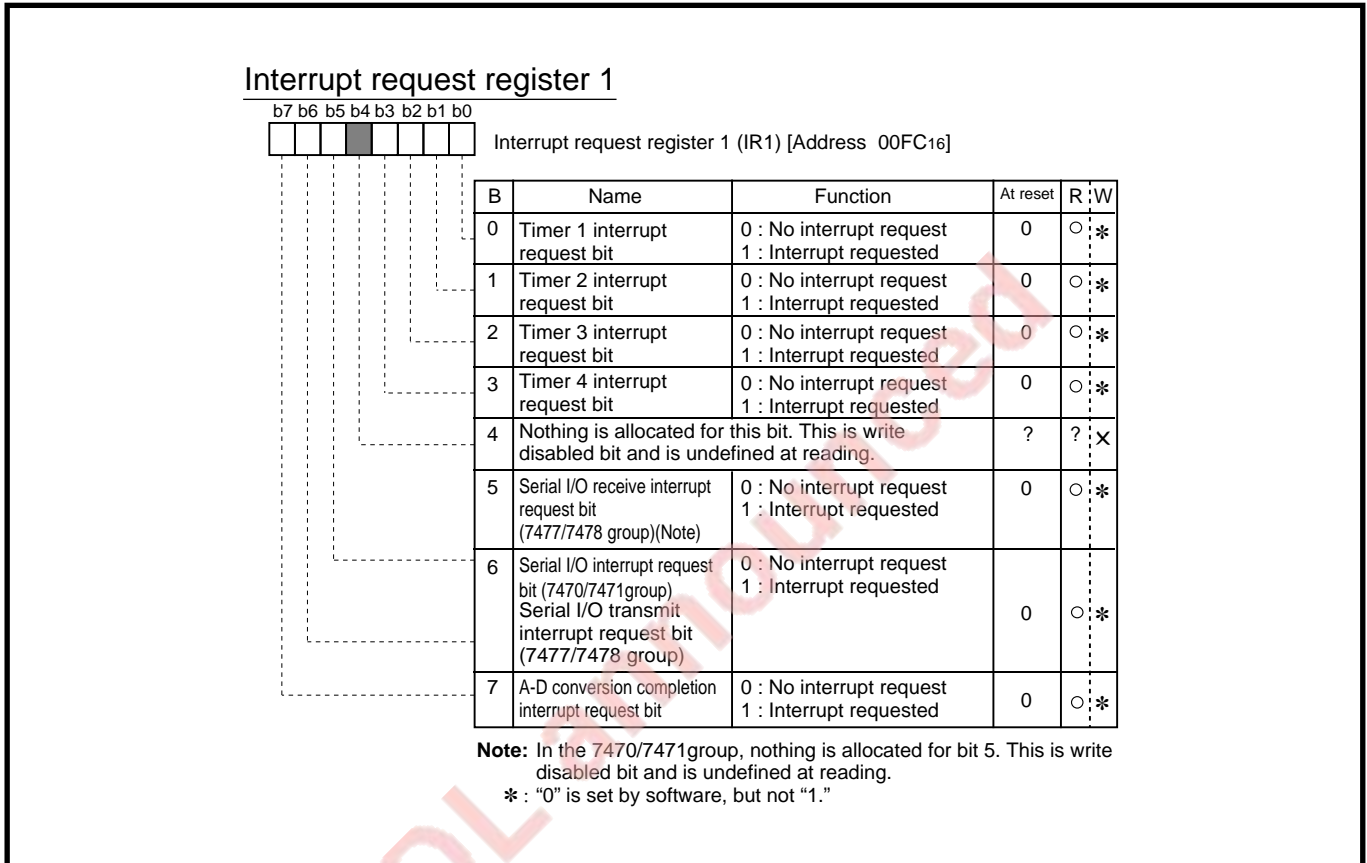 Interrupt request register 1
b7 b6 b5 b4 b3 b2 b1 b0
Interrupt request register 1 (IR1) [Address 00FC16]
B Name Function At reset R W
0 Timer 1 interrupt 0 : No interrupt request 0 ○ ✻
request bit 1 : Interrupt requested
1 Timer 2 interrupt 0 : No interrupt request 0 ○ ✻
request bit 1 : Interrupt requested
2 Timer 3 interrupt 0 : No interrupt request 0 ○ ✻
request bit 1 : Interrupt requested
3 Timer 4 interrupt 0 : No interrupt request 0 ○ ✻
request bit 1 : Interrupt requested
4 Nothing is allocated for this bit. This is write ? ? ×
disabled bit and is undefined at reading.
5 Serial I/O receive interrupt 0 : No interrupt request 0 ○ ✻
request bit 1 : Interrupt requested
(7477/7478 group)(Note)
6 Serial I/O interrupt request 0 : No interrupt request
bit (7470/7471group) 1 : Interrupt requested
Serial I/O transmit 0 ○ ✻
interrupt request bit
(7477/7478 group)
7 A-D conversion completion 0 : No interrupt request 0 ○ ✻
interrupt request bit 1 : Interrupt requested
Note: In the 7470/7471group, nothing is allocated for bit 5. This is write
disabled bit and is undefined at reading.
✻ : “0” is set by software, but not “1.”
OL announced